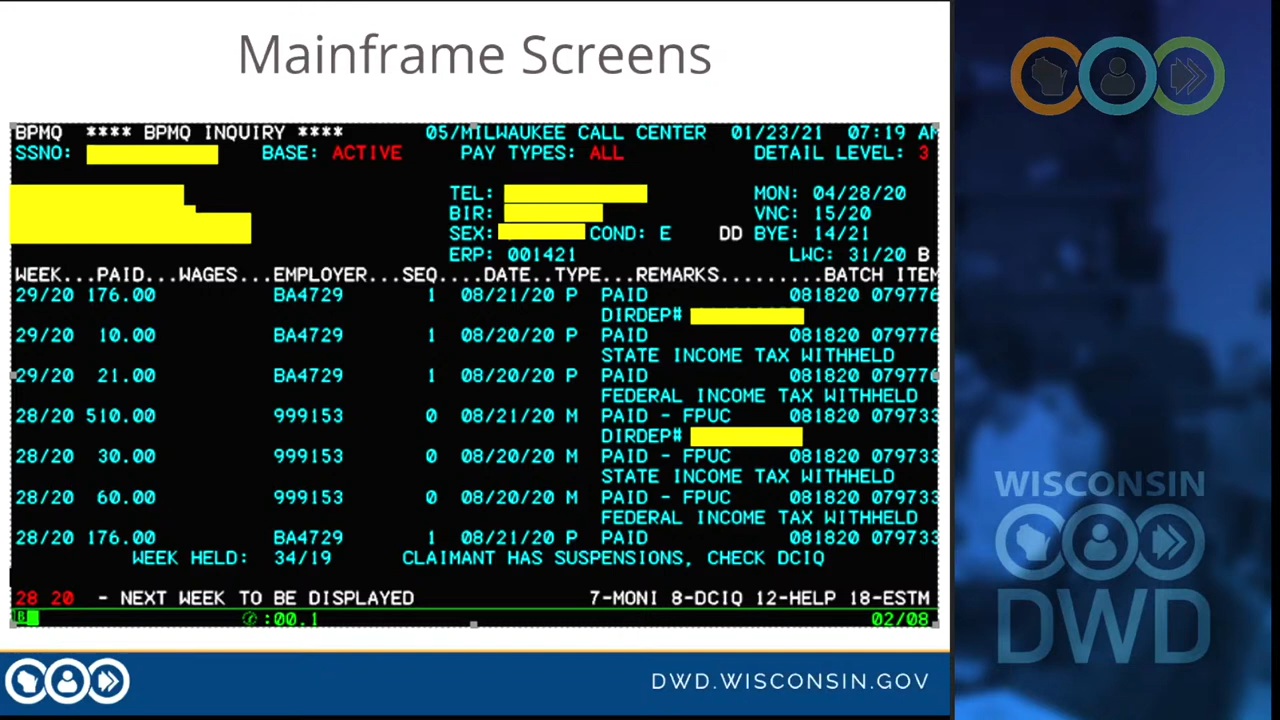 Mainframe Screens
BPMQ **** BPMQ INQUIRY **** 05/MILWAUKEE CALL CENTER 01/23/21 07:19 AM
SSNO: BASE: ACTIVE PAY TYPES: ALL DETAIL LEVEL: 3
TEL: MON: 04/28/20
BIR: VNC: 15/20
SEX: COND: E DD BYE: 14/21
ERP: 001421 LWC: 31/20 B
WEEK...PAID...WAGES...EMPLOYER...SEQ....DATE..TYPE...REMARKS.........BATCH ITEM
29/20 176.00 BA4729 1 08/21/20 P PAID 081820 079776
DIRDEP#
29/20 10.00 BA4729 1 08/20/20 P PAID 081820 079776
STATE INCOME TAX WITHHELD
29/20 21.00 BA4729 1 08/20/20 P PAID 081820 079776
FEDERAL INCOME TAX WITHHELD
28/20 510.00 999153 0 08/21/20 M PAID - FPUC 081820 079733
DIRDEP#
28/20 30.00 999153 0 08/20/20 M PAID - FPUC 081820 079733
STATE INCOME TAX WITHHELD
28/20 60.00 999153 0 08/20/20 M PAID - FPUC 081820 079733
FEDERAL INCOME TAX WITHHELD
28/20 176.00 BA4729 1 08/21/20 P PAID 081820 079733
WEEK HELD: 34/19 CLAIMANT HAS SUSPENSIONS, CHECK DCIQ
28 20 - NEXT WEEK TO BE DISPLAYED 7-MONI 8-DCIQ 12-HELP 18-ESTM
B :00.1 02/08
DWD.WISCONSIN.GOV
WISCONSIN
DWD